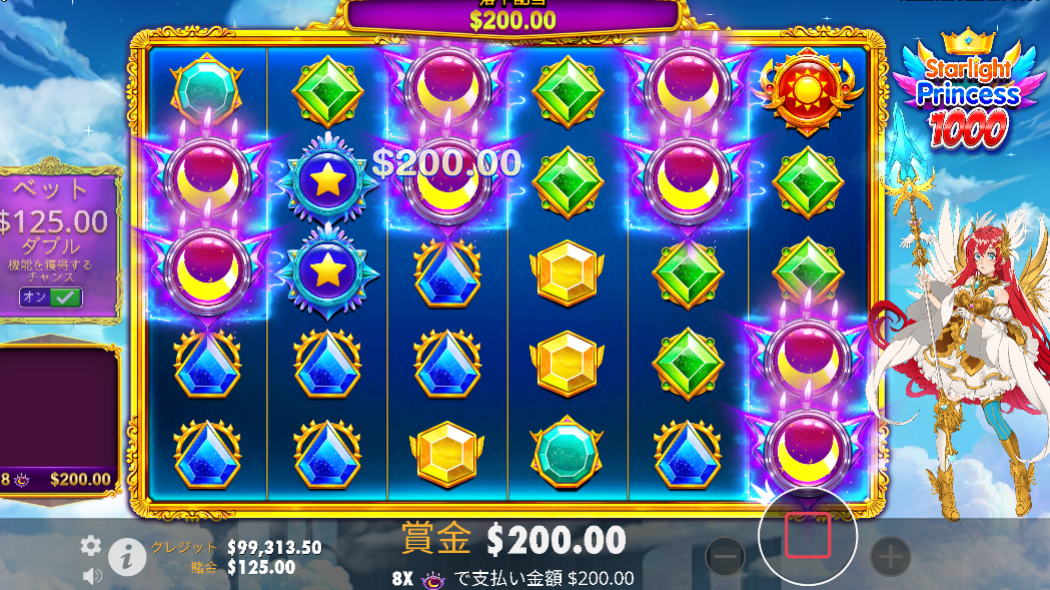 $200.00
Starlight
Princess
1000
$200.00
ベット
$125.00
ダブル
機能を獲得する
チャンス
オン
8 $200.00
クレジット $99,313.50
賭金 $125.00
賞金 $200.00
8X で支払い金額 $200.00